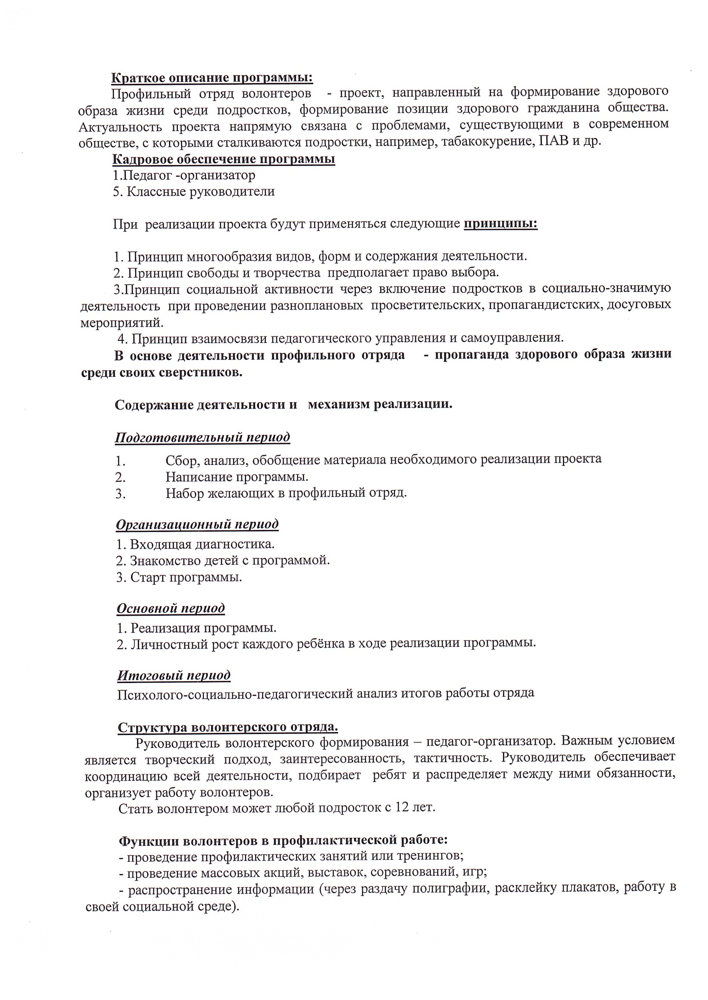 Краткое описание программы:
Профильный отряд волонтеров - проект, направленный на формирование здорового
образа жизни среди подростков, формирование позиции здорового гражданина общества.
Актуальность проекта напрямую связана с проблемами, существующими в современном
обществе, с которыми сталкиваются подростки, например, табакокурение, ПАВ и др.
Кадровое обеспечение программы
1.Педагог -организатор
5. Классные руководители
При реализации проекта будут применяться следующие принципы:
1. Принцип многообразия видов, форм и содержания деятельности.
2. Принцип свободы и творчества предполагает право выбора.
3.Принцип социальной активности через включение подростков в социально-значимую
деятельность при проведении разноплановых просветительских, пропагандистских, досуговых
мероприятий.
4. Принцип взаимосвязи педагогического управления и самоуправления.
В основе деятельности профильного отряда - пропаганда здорового образа жизни
среди своих сверстников.
Содержание деятельности и механизм реализации.
Подготовительный период
1. Сбор, анализ, обобщение материала необходимого реализации проекта
2. Написание программы.
3. Набор желающих в профильный отряд.
Организационный период
1. Входящая диагностика.
2. Знакомство детей с программой.
3. Старт программы.
Основной период
1. Реализация программы.
2. Личностный рост каждого ребёнка в ходе реализации программы.
Итоговый период
Психолого-социально-педагогический анализ итогов работы отряда
Структура волонтерского отряда.
Руководитель волонтерского формирования – педагог-организатор. Важным условием
является творческий подход, заинтересованность, тактичность. Руководитель обеспечивает
координацию всей деятельности, подбирает ребят и распределяет между ними обязанности,
организует работу волонтеров.
Стать волонтером может любой подросток с 12 лет.
Функции волонтеров в профилактической работе:
- проведение профилактических занятий или тренингов;
- проведение массовых акций, выставок, соревнований, игр;
- распространение информации (через раздачу полиграфии, расклейку плакатов, работу в
своей социальной среде).